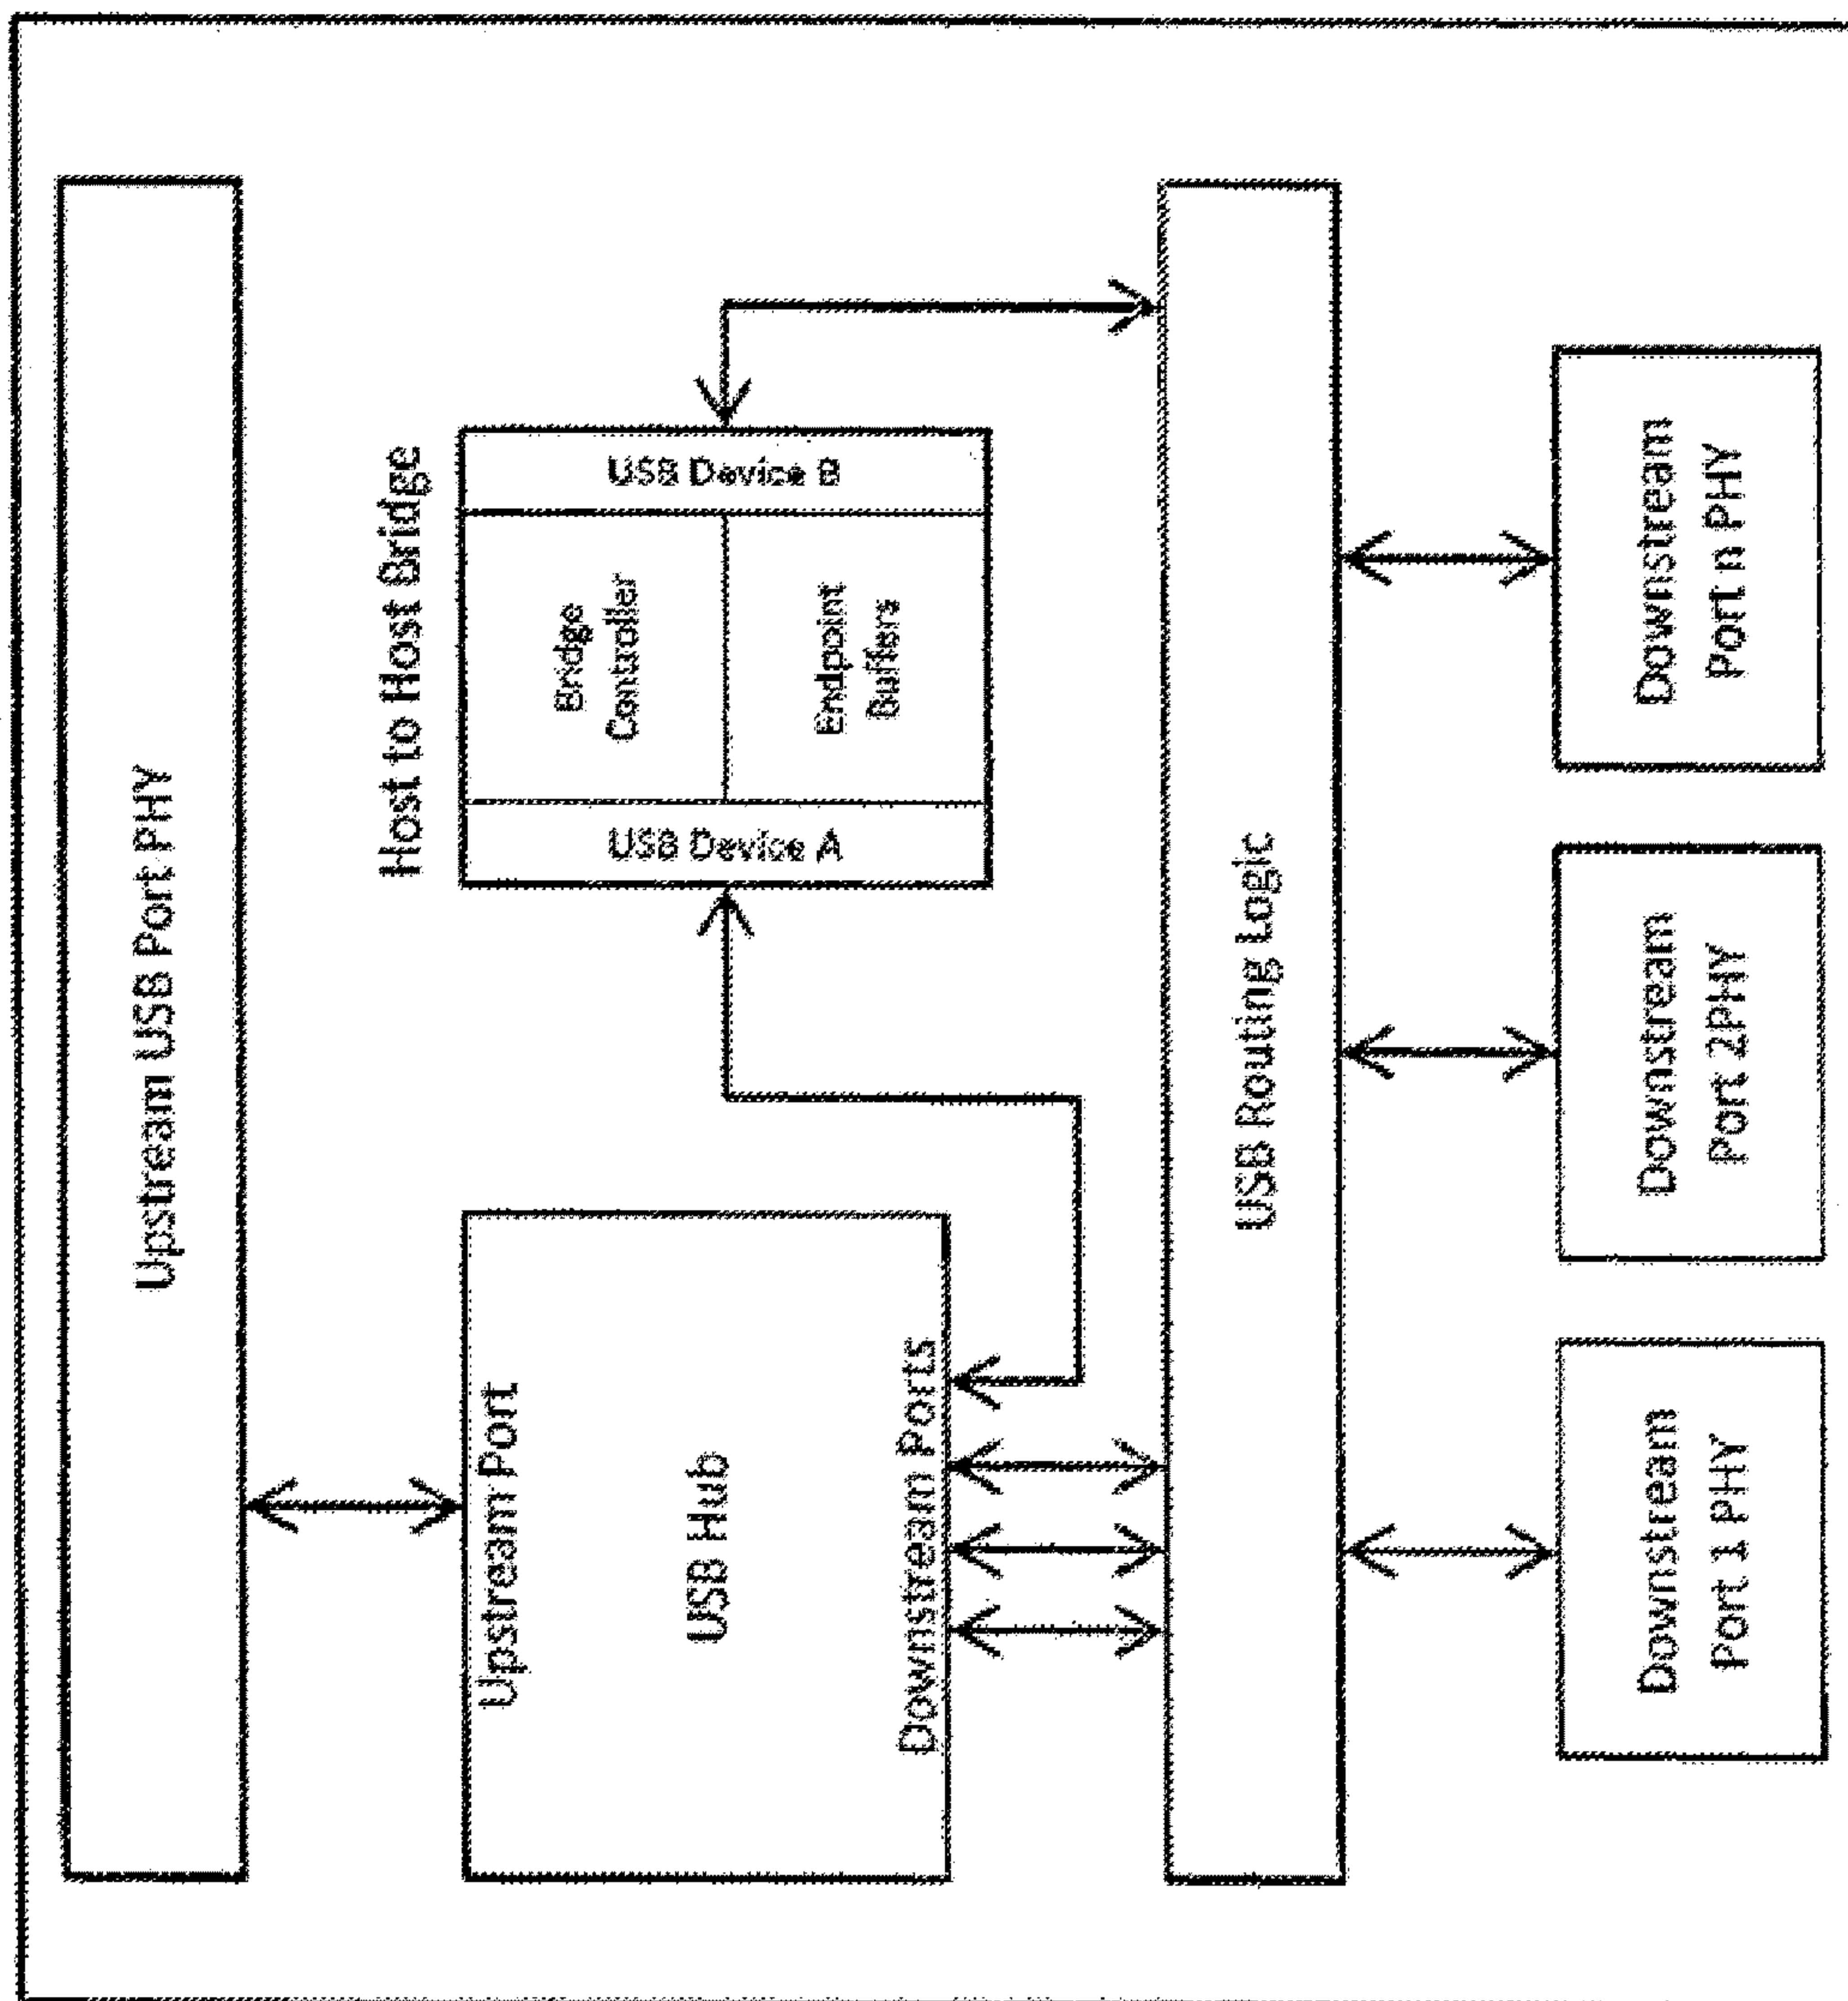 Upstream USB Port PHY
Upstream Port
USB Hub
Downstream Ports
Host to Host Bridge
USB Device A
Bridge
Controller
Endpoint
Buffers
USB Device B
USB Routing Logic
Downstream
Port 1 PHY
Downstream
Port 2PHY
Downstream
Port n PHY